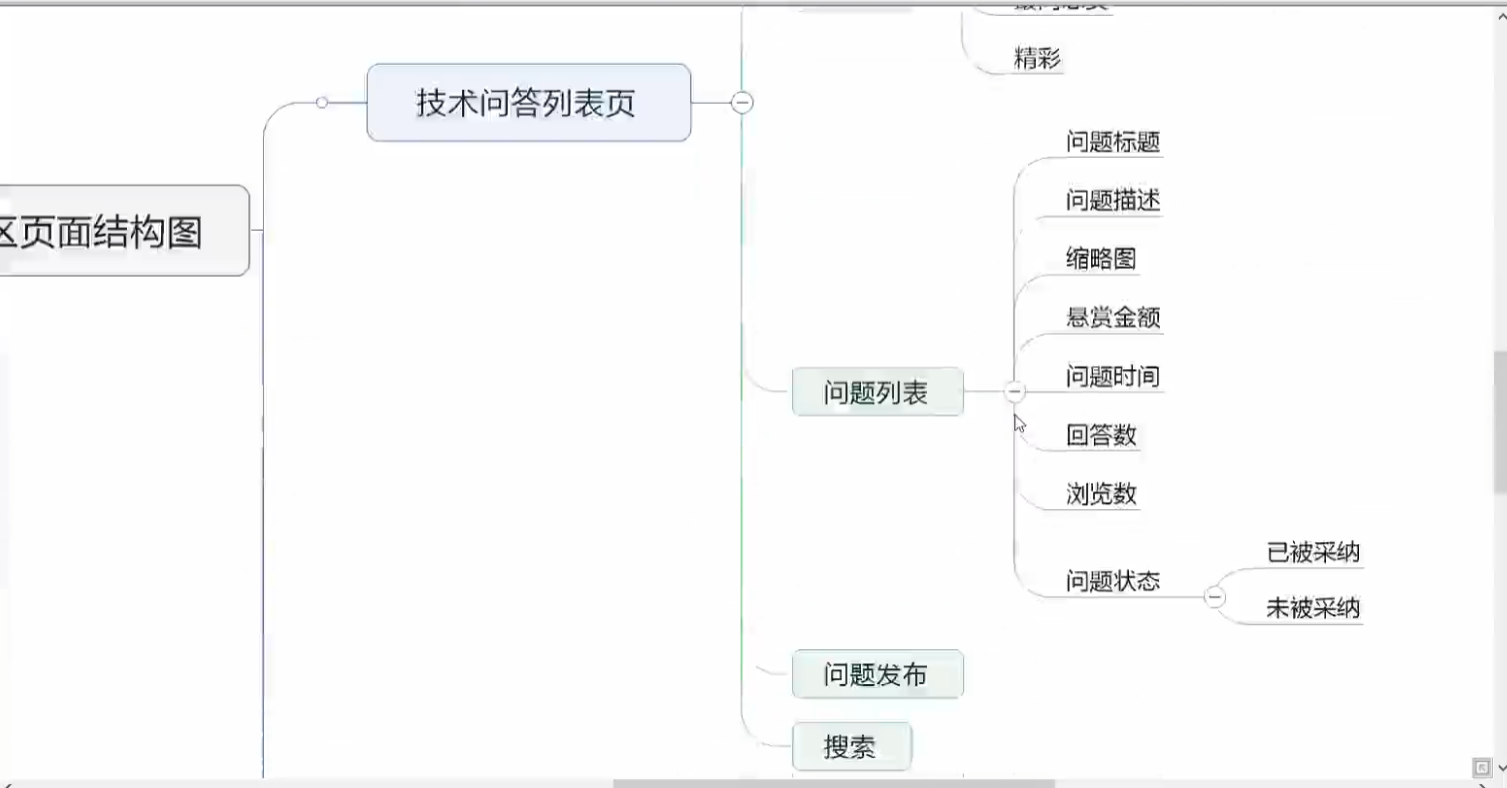 精彩
技术问答列表页
问题标题
问题描述
区页面结构图
缩略图
悬赏金额
问题时间
问题列表
回答数
浏览数
已被采纳
问题状态
未被采纳
问题发布
搜索